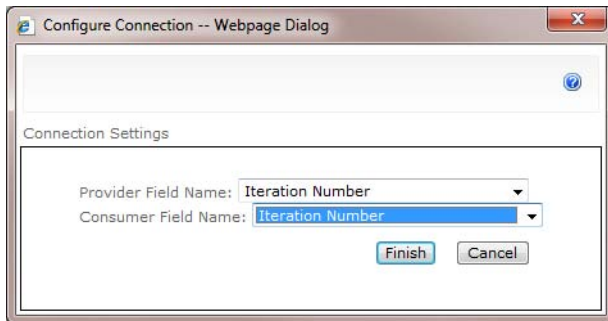 Configure Connection -- Webpage Dialog
Connection Settings
Provider Field Name: Iteration Number
Consumer Field Name: Iteration Number
Finish Cancel